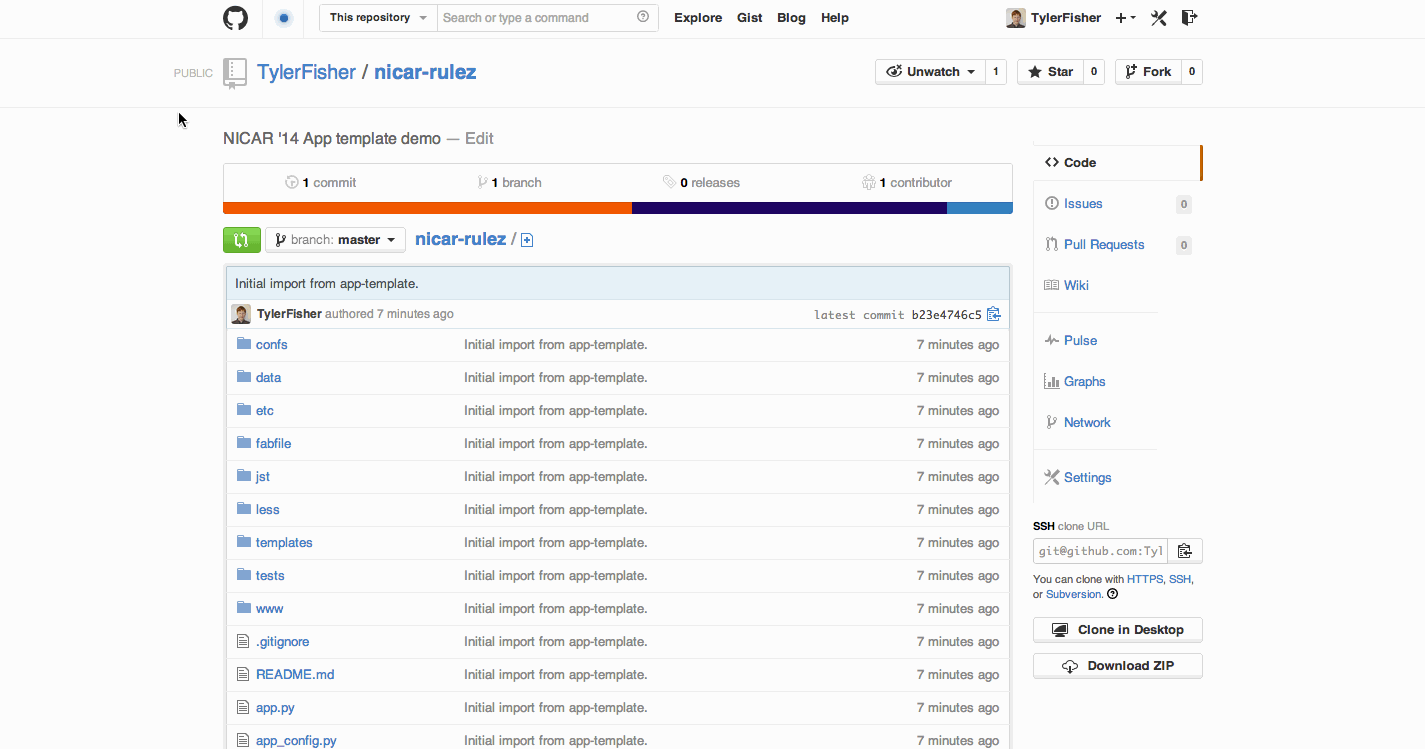 This repository Search or type a command Explore Gist Blog Help TylerFisher
PUBLIC TylerFisher / nicar-rulez Unwatch 1 Star 0 Fork 0
NICAR '14 App template demo — Edit
1 commit 1 branch 0 releases 1 contributor
branch: master nicar-rulez /
Initial import from app-template.
TylerFisher authored 7 minutes ago latest commit b23e4746c5
confs Initial import from app-template. 7 minutes ago
data Initial import from app-template. 7 minutes ago
etc Initial import from app-template. 7 minutes ago
fabfile Initial import from app-template. 7 minutes ago
jst Initial import from app-template. 7 minutes ago
less Initial import from app-template. 7 minutes ago
templates Initial import from app-template. 7 minutes ago
tests Initial import from app-template. 7 minutes ago
www Initial import from app-template. 7 minutes ago
.gitignore Initial import from app-template. 7 minutes ago
README.md Initial import from app-template. 7 minutes ago
app.py Initial import from app-template. 7 minutes ago
app_config.py Initial import from app-template. 7 minutes ago
Code
Issues 0
Pull Requests 0
Wiki
Pulse
Graphs
Network
Settings
SSH clone URL
git@github.com:Tyl
You can clone with HTTPS, SSH,
or Subversion.
Clone in Desktop
Download ZIP